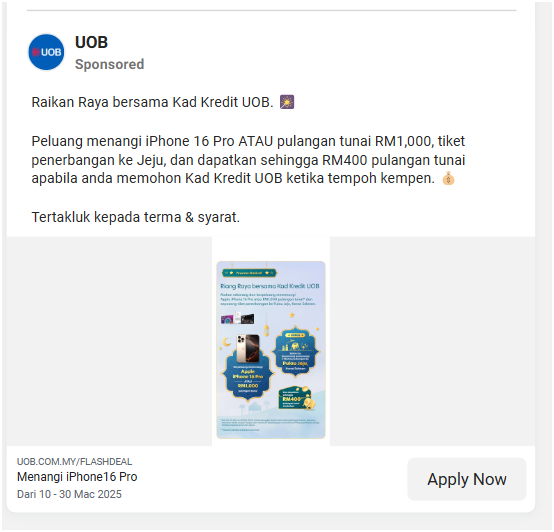 UOB
UOB
Sponsored
Raikan Raya bersama Kad Kredit UOB.
Peluang menangi iPhone 16 Pro ATAU pulangan tunai RM1,000, tiket
penerbangan ke Jeju, dan dapatkan sehingga RM400 pulangan tunai
apabila anda memohon Kad Kredit UOB ketika tempoh kempen.
Tertakluk kepada terma & syarat.
Riang Raya bersama Kad Kredit UOB
Apple
iPhone 16 Pro
RM1,000
Pulau Jeju,
RM400
UOB.COM.MY/FLASHDEAL
Menangi iPhone16 Pro
Dari 10 - 30 Mac 2025
Apply Now